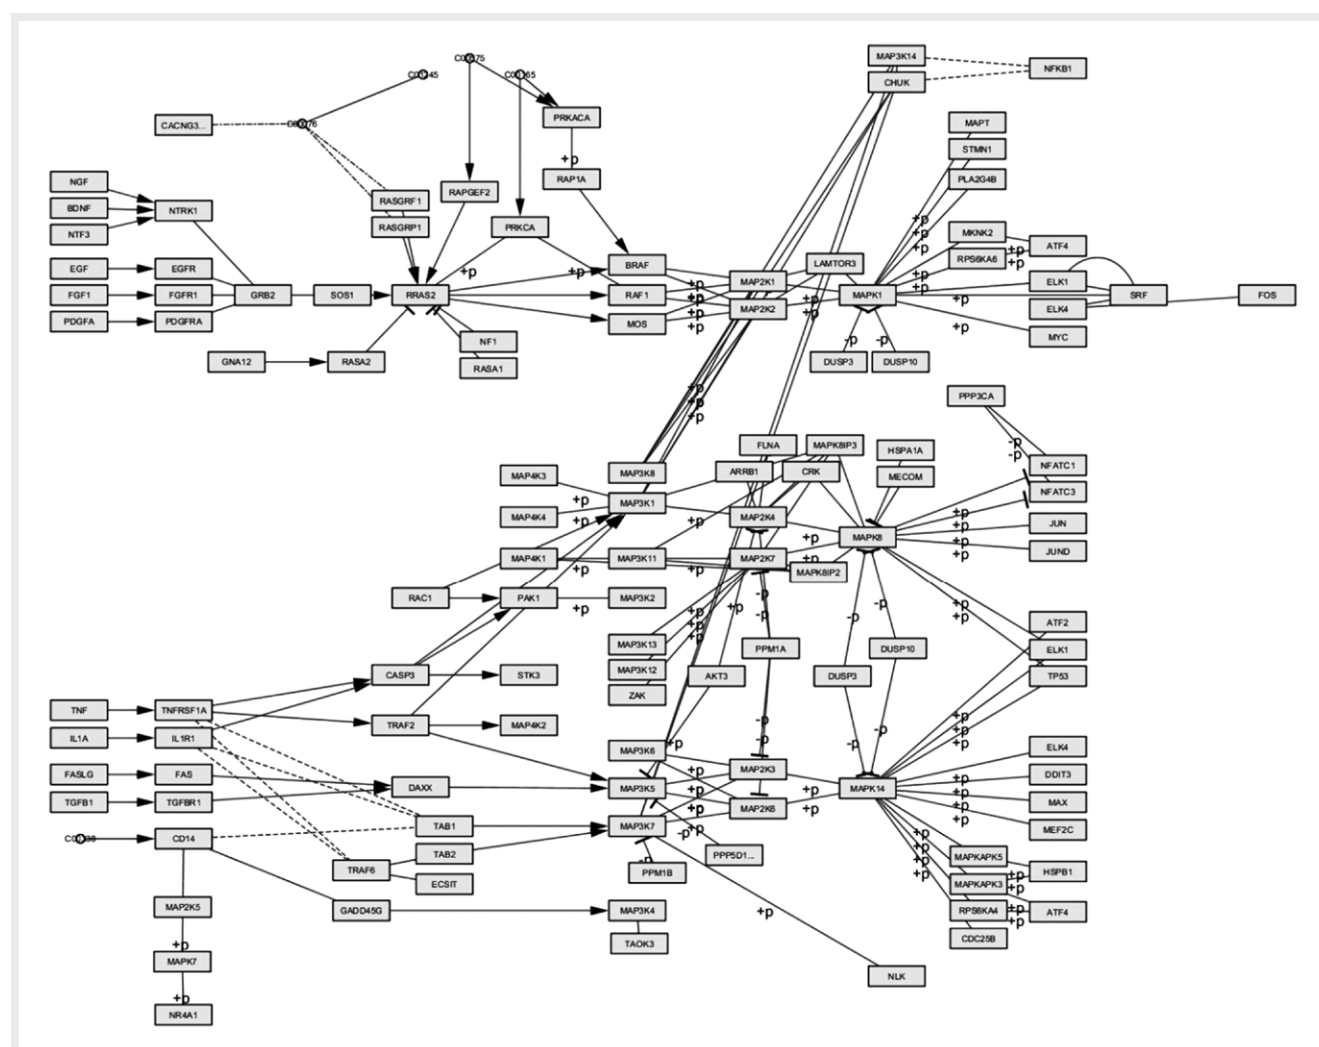 MAP3K14
NFKB1
CHUK
CACNG3...
PRKACA
MAPT
STMN1
+p
RAP1A
PLA2G4B
NGF
BDNF
NTF3
NTRK1
RASGRF1
RASGRP1
RAPGEF2
PRKCA
+p
+p
+p
MKNK2
RPS6KA6
+p
+p
ATF4
+p
+p
EGF
EGFR
+p
+p
BRAF
LAMTOR3
FGF1
FGFR1
GRB2
SOS1
RRAS2
RAF1
+p
+p
+p
+p
MAP2K1
MAP2K2
+p
+p
MAPK1
ELK1
+p
SRF
FOS
PDGFA
PDGFRA
MOS
ELK4
+p
MYC
NF1
RASA1
GNA12
RASA2
-p
-p
DUSP3
DUSP10
+p
+p
+p
PPP3CA
FLNA
MAPK8IP3
HSPA1A
-p
-p
MAP4K3
MAP3K8
ARRB1
CRK
MECOM
NFATC1
NFATC3
MAP4K4
+p
+p
MAP3K1
+p
MAP2K4
+p
MAPK8
+p
+p
+p
+p
JUN
JUND
MAP4K1
+p
MAP3K11
+p
MAP2K7
+p
MAPK8IP2
RAC1
PAK1
+p
MAP3K2
+p
+p
+p
+p
-p
-p
-p
-p
+p
+p
ATF2
MAP3K13
MAP3K12
ZAK
PPM1A
DUSP10
ELK1
CASP3
STK3
AKT3
DUSP3
TP53
TNF
TNFRSF1A
TRAF2
MAP4K2
-p
-p
+p
+p
+p
IL1A
IL1R1
MAP3K6
+p
-p
-p
ELK4
FASLG
FAS
DAXX
MAP3K5
+p
+p
+p
MAP2K3
MAP2K6
+p
+p
MAPK14
+p
+p
+p
+p
DDIT3
TGFB1
TGFBR1
MAX
CD14
TAB1
MAP3K7
-p
+p
MEF2C
TAB2
-p
PPP5D1...
+p
+p
+p
+p
MAPKAPK5
HSPB1
TRAF6
ECSIT
PPM1B
MAPKAPK3
+p
+p
MAP2K5
GADD45G
MAP3K4
+p
RPS6KA4
+p
+p
ATF4
TAOK3
CDC25B
+p
MAPK7
NLK
+p
NR4A1